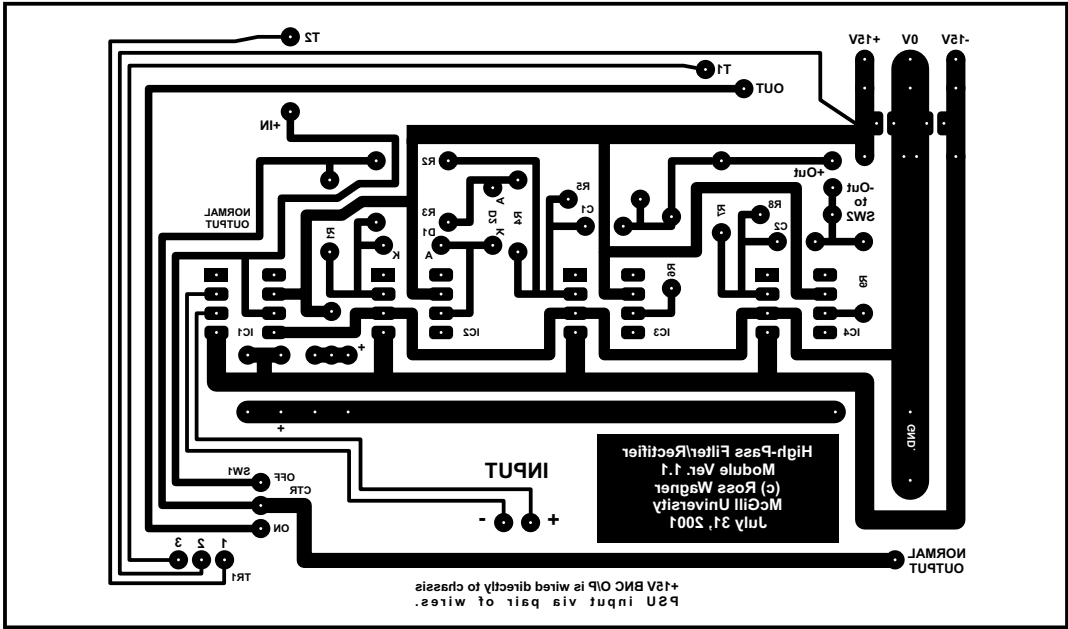 T2
+15V
0V
-15V
T1
OUT
+IN
R2
+Out
-Out
to
SW2
R5
A
D2
K
R3
D1
A
R4
C1
R7
R8
C2
NORMAL
OUTPUT
R1
K
R6
R9
IC1
IC2
IC3
IC4
+
+
GND.
High-Pass Filter/Rectifier
Module Ver. 1.1
(c) Ross Wagner
McGill University
July 31, 2001
INPUT
- +
SW1
OFF
CTR
ON
3 2 1
TR1
NORMAL
OUTPUT
+15V BNC O/P is wired directly to chassis
PSU input via pair of wires.